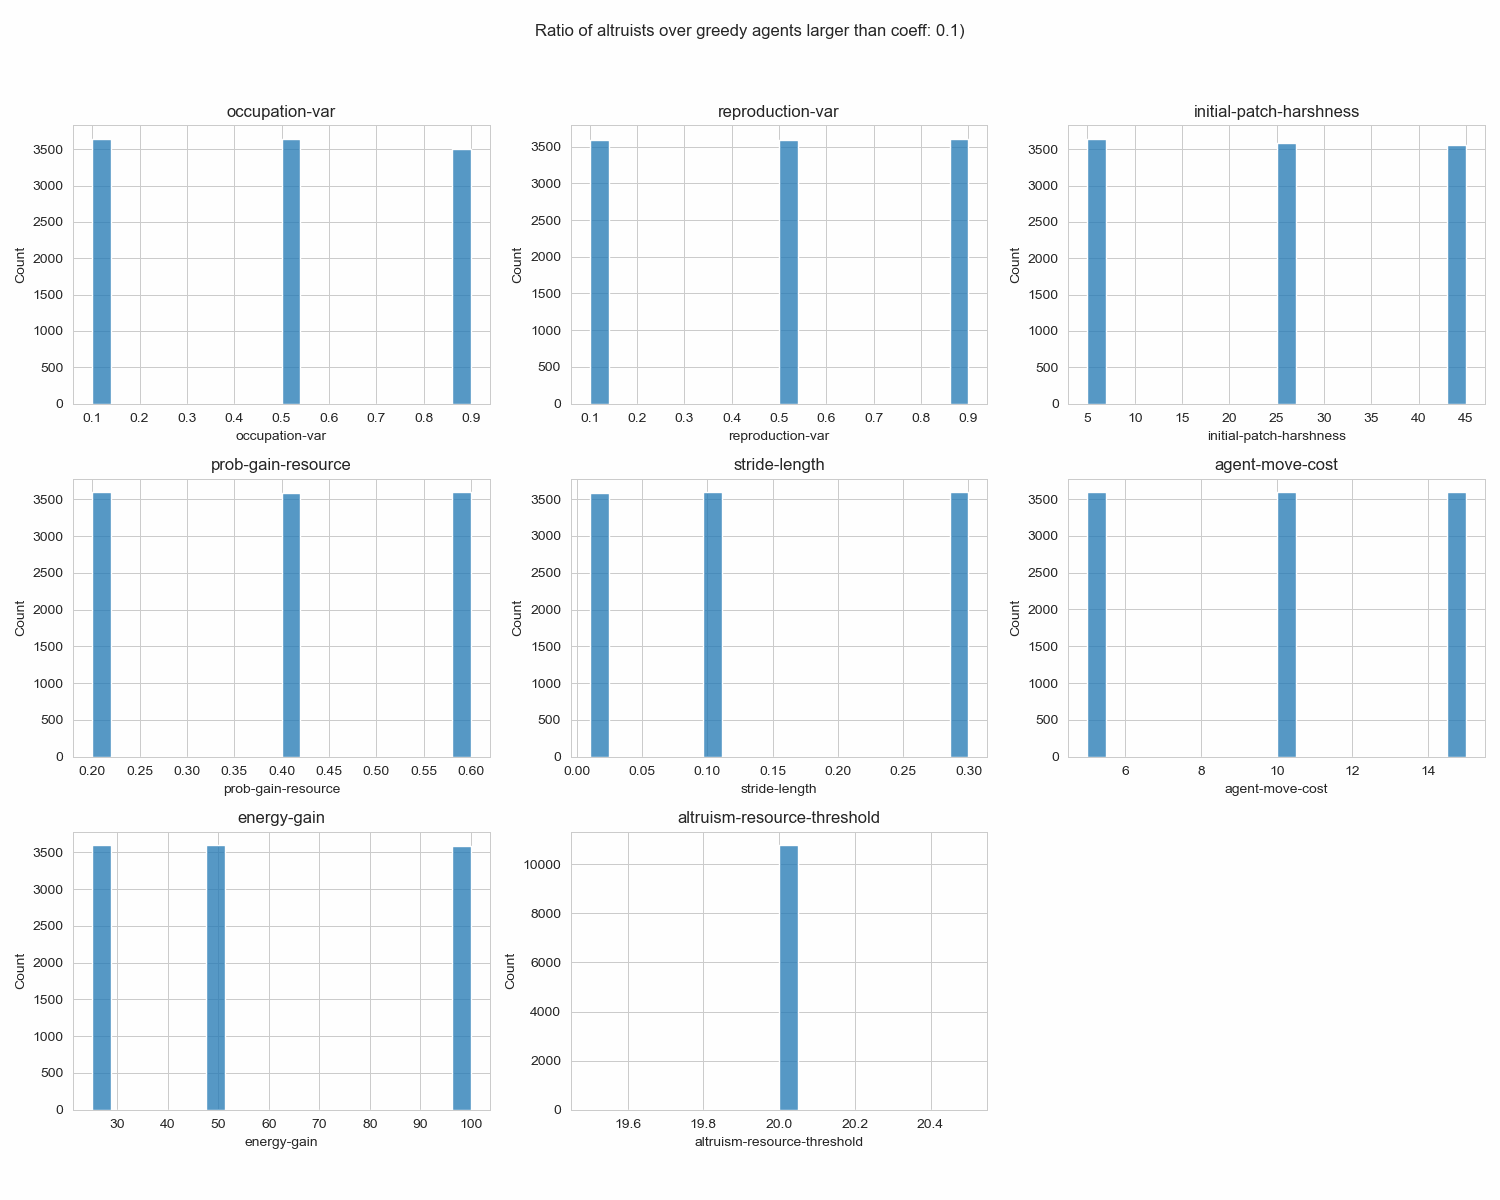 Ratio of altruists over greedy agents larger than coeff: 0.1)
occupation-var
3500
3000
2500
2000
1500
1000
500
0
Count
0.1 0.2 0.3 0.4 0.5 0.6 0.7 0.8 0.9
occupation-var
reproduction-var
3500
3000
2500
2000
1500
1000
500
0
Count
0.1 0.2 0.3 0.4 0.5 0.6 0.7 0.8 0.9
reproduction-var
initial-patch-harshness
3500
3000
2500
2000
1500
1000
500
0
Count
5 10 15 20 25 30 35 40 45
initial-patch-harshness
prob-gain-resource
3500
3000
2500
2000
1500
1000
500
0
Count
0.20 0.25 0.30 0.35 0.40 0.45 0.50 0.55 0.60
prob-gain-resource
stride-length
3500
3000
2500
2000
1500
1000
500
0
Count
0.00 0.05 0.10 0.15 0.20 0.25 0.30
stride-length
agent-move-cost
3500
3000
2500
2000
1500
1000
500
0
Count
6 8 10 12 14
agent-move-cost
energy-gain
3500
3000
2500
2000
1500
1000
500
0
Count
30 40 50 60 70 80 90 100
energy-gain
altruism-resource-threshold
10000
8000
6000
4000
2000
0
Count
19.6 19.8 20.0 20.2 20.4
altruism-resource-threshold